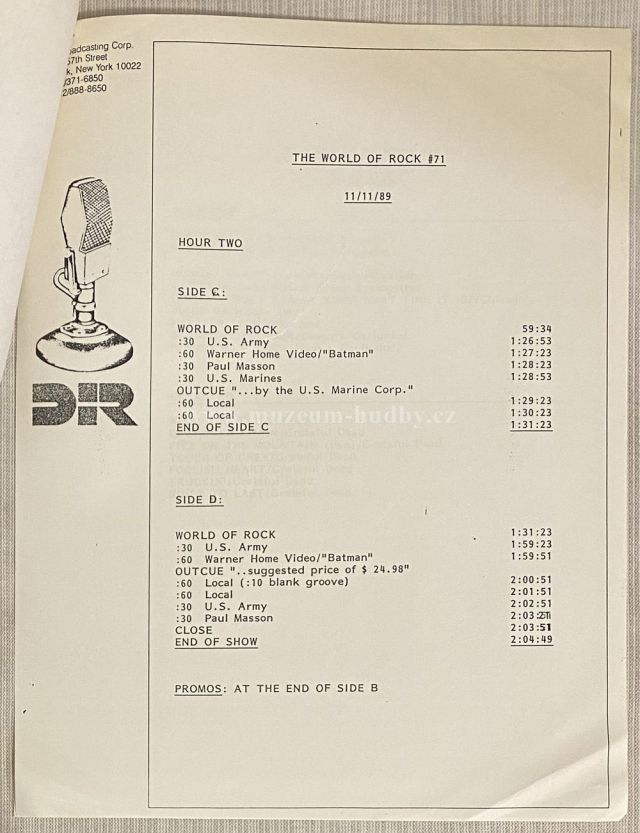 adcasting Corp.
57th Street
k, New York 10022
/371-6850
2/888-8650
THE WORLD OF ROCK #71
11/11/89
HOUR TWO
SIDE C:
WORLD OF ROCK 59:34
:30 U.S. Army 1:26:53
:60 Warner Home Video/"Batman" 1:27:23
:30 Paul Masson 1:28:23
:30 U.S. Marines 1:28:53
OUTCUE "...by the U.S. Marine Corp."
:60 Local 1:29:23
:60 Local 1:30:23
END OF SIDE C 1:31:23
www.muzeum-hudby.cz
SIDE D:
WORLD OF ROCK 1:31:23
:30 U.S. Army 1:59:23
:60 Warner Home Video/"Batman" 1:59:51
OUTCUE "..suggested price of $ 24.98"
:60 Local (:10 blank groove) 2:00:51
:60 Local 2:01:51
:30 U.S. Army 2:02:51
:30 Paul Masson
CLOSE 2:03:51
END OF SHOW 2:04:49
PROMOS: AT THE END OF SIDE B
DIR